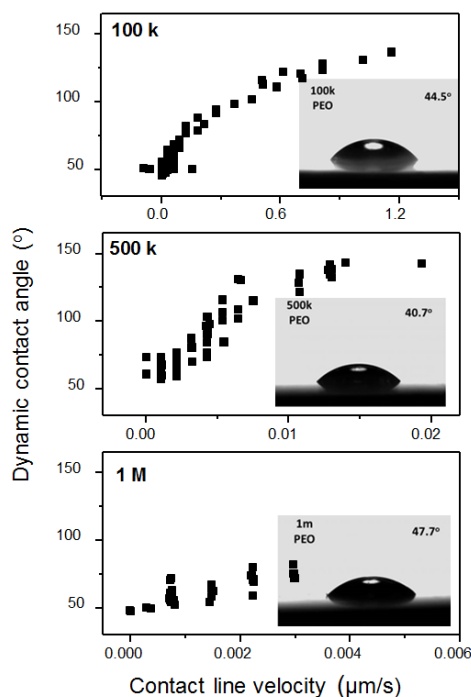 Dynamic contact angle (°)
100 k
150
100
50
0.0
0.6
1.2
100k
PEO
44.5°
500 k
150
100
50
0.00
0.01
0.02
500k
PEO
40.7°
1 M
150
100
50
0.000
0.002
0.004
0.006
1m
PEO
47.7°
Contact line velocity (µm/s)